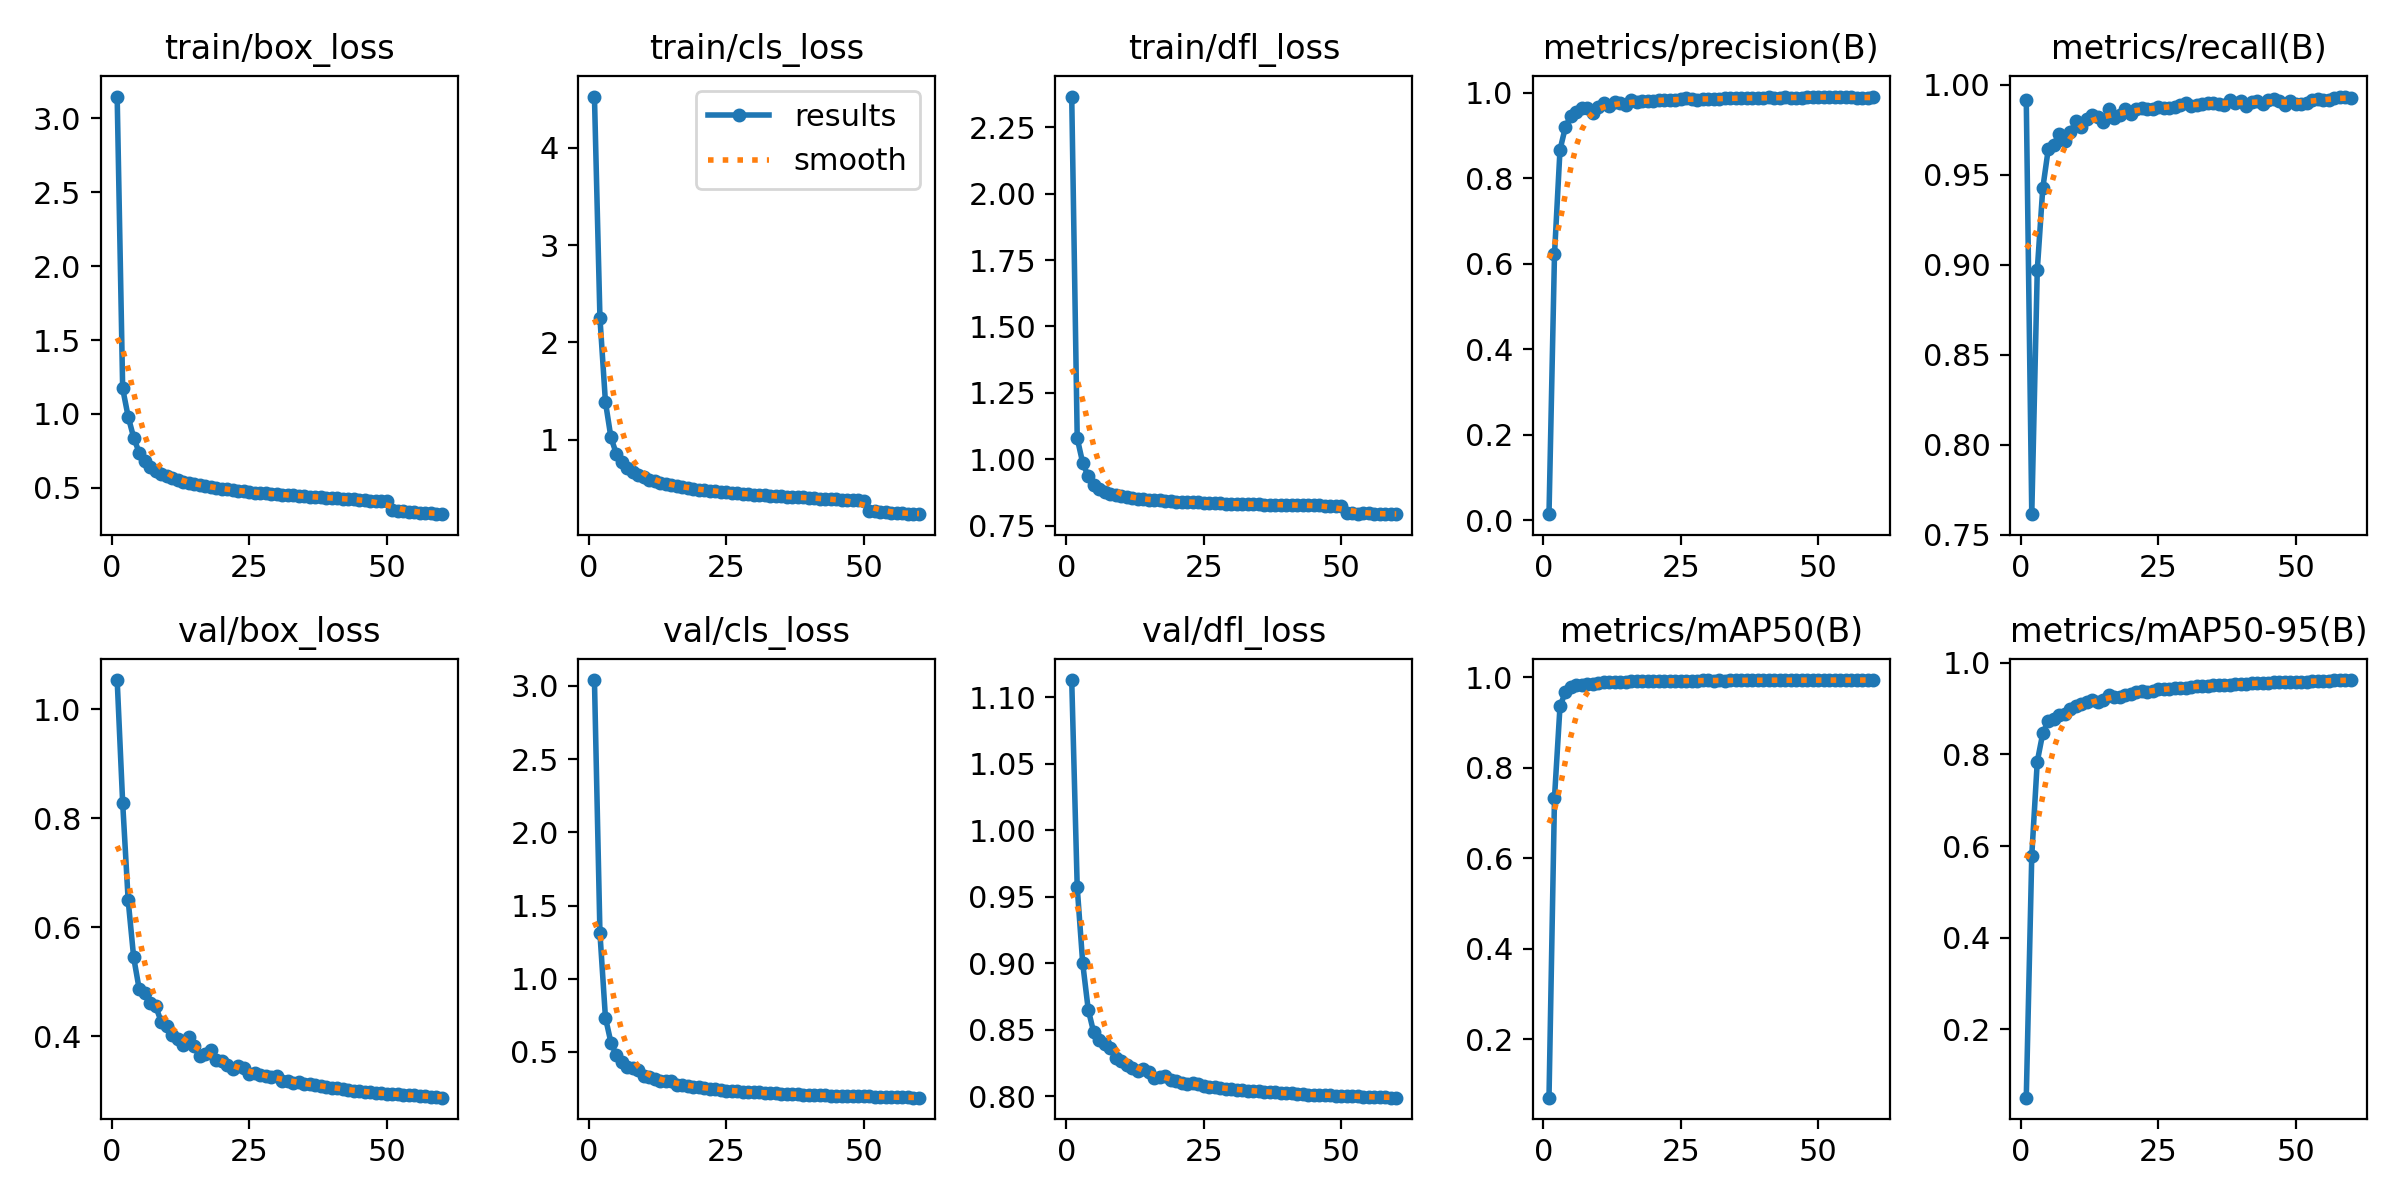 train/box_loss
3.0
2.5
2.0
1.5
1.0
0.5
0 25 50
train/cls_loss
results
smooth
4
3
2
1
0 25 50
train/dfl_loss
2.25
2.00
1.75
1.50
1.25
1.00
0.75
0 25 50
metrics/precision(B)
1.0
0.8
0.6
0.4
0.2
0.0
0 25 50
metrics/recall(B)
1.00
0.95
0.90
0.85
0.80
0.75
0 25 50
val/box_loss
1.0
0.8
0.6
0.4
0 25 50
val/cls_loss
3.0
2.5
2.0
1.5
1.0
0.5
0 25 50
val/dfl_loss
1.10
1.05
1.00
0.95
0.90
0.85
0.80
0 25 50
metrics/mAP50(B)
1.0
0.8
0.6
0.4
0.2
0 25 50
metrics/mAP50-95(B)
1.0
0.8
0.6
0.4
0.2
0 25 50